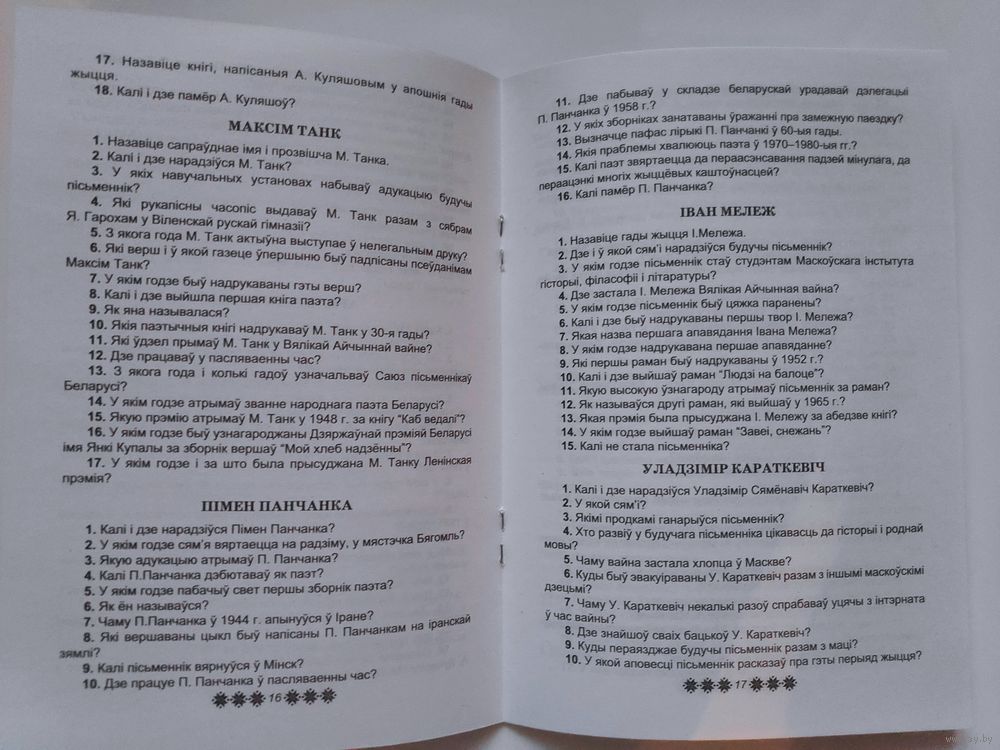 17. Назавіце кнігі, напісаныя А. Куляшовым у апошнія гады
жыцця.
18. Калі і дзе памёр А. Куляшоў?
МАКСІМ ТАНК
1. Назавіце сапраўднае імя і прозвішча М. Танка.
2. Калі і дзе нарадзіўся М. Танк?
3. У якіх навучальных установах набываў адукацыю будучы
пісьменнік?
4. Які рукапісны часопіс выдаваў М. Танк разам з сябрам
Я. Гарохам у Віленскай рускай гімназіі?
5. З якога года М. Танк актыўна выступае ў нелегальным друку?
6. Які верш і ў якой газеце ўпершыню быў падпісаны псеўданімам
Максім Танк?
7. У якім годзе быў надрукаваны гэты верш?
8. Калі і дзе выйшла першая кніга паэта?
9. Як яна называлася?
10. Якія паэтычныя кнігі надрукаваў М. Танк у 30-я гады?
11. Які ўдзел прымаў М. Танк у Вялікай Айчыннай вайне?
12. Дзе працаваў у пасляваенны час?
13. З якога года і колькі гадоў узначальваў Саюз пісьменнікаў
Беларусі?
14. У якім годзе атрымаў званне народнага паэта Беларусі?
15. Якую прэмію атрымаў М. Танк у 1948 г. за кнігу “Каб ведалі”?
16. У якім годзе быў узнагароджаны Дзяржаўнай прэміяй Беларусі
імя Янкі Купалы за зборнік вершаў “Мой хлеб надзённы”?
17. У якім годзе і за што была прысуджана М. Танку Ленінская
прэмія?
ПІМЕН ПАНЧАНКА
1. Калі і дзе нарадзіўся Пімен Панчанка?
2. У якім годзе сям’я вяртаецца на радзіму, у мястэчка Бягомль?
3. Якую адукацыю атрымаў П. Панчанка?
4. Калі П.Панчанка дэбютаваў як паэт?
5. У якім годзе пабачыў свет першы зборнік паэта?
6. Як ён называўся?
7. Чаму П.Панчанка ў 1944 г. апынуўся ў Іране?
8. Які вершаваны цыкл быў напісаны П. Панчанкам на іранскай
зямлі?
9. Калі пісьменнік вярнуўся ў Мінск?
10. Дзе працуе П. Панчанка ў пасляваенны час?
16
11. Дзе пабываў у складзе беларускай урадавай дэлегацыі
П. Панчанка ў 1958 г.?
12. У якіх зборніках занатаваны ўражанні пра замежную паездку?
13. Вызначце пафас лірыкі П. Панчанкі ў 60-ыя гады.
14. Якія праблемы хвалююць паэта ў 1970–1980-ыя гг.?
15. Калі паэт звяртаецца да пераасэнсавання падзей мінулага, да
пераацэнкі многіх жыццёвых каштоўнасцей?
16. Калі памёр П. Панчанка?
ІВАН МЕЛЕЖ
1. Назавіце гады жыцця І.Мележа.
2. Дзе і ў якой сям’і нарадзіўся будучы пісьменнік?
3. У якім годзе пісьменнік стаў студэнтам Маскоўскага інстытута
гісторыі, філасофіі і літаратуры?
4. Дзе застала І. Мележа Вялікая Айчынная вайна?
5. У якім годзе пісьменнік быў цяжка паранены?
6. Калі і дзе быў надрукаваны першы твор І. Мележа?
7. Якая назва першага апавядання Івана Мележа?
8. У якім годзе надрукавана першае апавяданне?
9. Які першы раман быў надрукаваны ў 1952 г.?
10. Калі і дзе выйшаў раман “Людзі на балоце”?
11. Якую высокую ўзнагароду атрымаў пісьменнік за раман?
12. Як называўся другі раман, які выйшаў у 1965 г.?
13. Якая прэмія была прысуджана І. Мележу за абедзве кнігі?
14. У якім годзе выйшаў раман “Завеі, снежань”?
15. Калі не стала пісьменніка?
УЛАДЗІМІР КАРАТКЕВІЧ
1. Калі і дзе нарадзіўся Уладзімір Сямёнавіч Караткевіч?
2. У якой сям’і?
3. Якімі продкамі ганарыўся пісьменнік?
4. Хто развіў у будучага пісьменніка цікавасць да гісторыі і роднай
мовы?
5. Чаму вайна застала хлопца ў Маскве?
6. Куды быў эвакуіраваны У. Караткевіч разам з іншымі маскоўскімі
дзецьмі?
7. Чаму У. Караткевіч некалькі разоў спрабаваў уцячы з інтэрната
ў час вайны?
8. Дзе знайшоў сваіх бацькоў У. Караткевіч?
9. Куды пераязджае будучы пісьменнік разам з маці?
10. У якой аповесці пісьменнік расказаў пра гэты перыяд жыцця?
17
www.ay.by